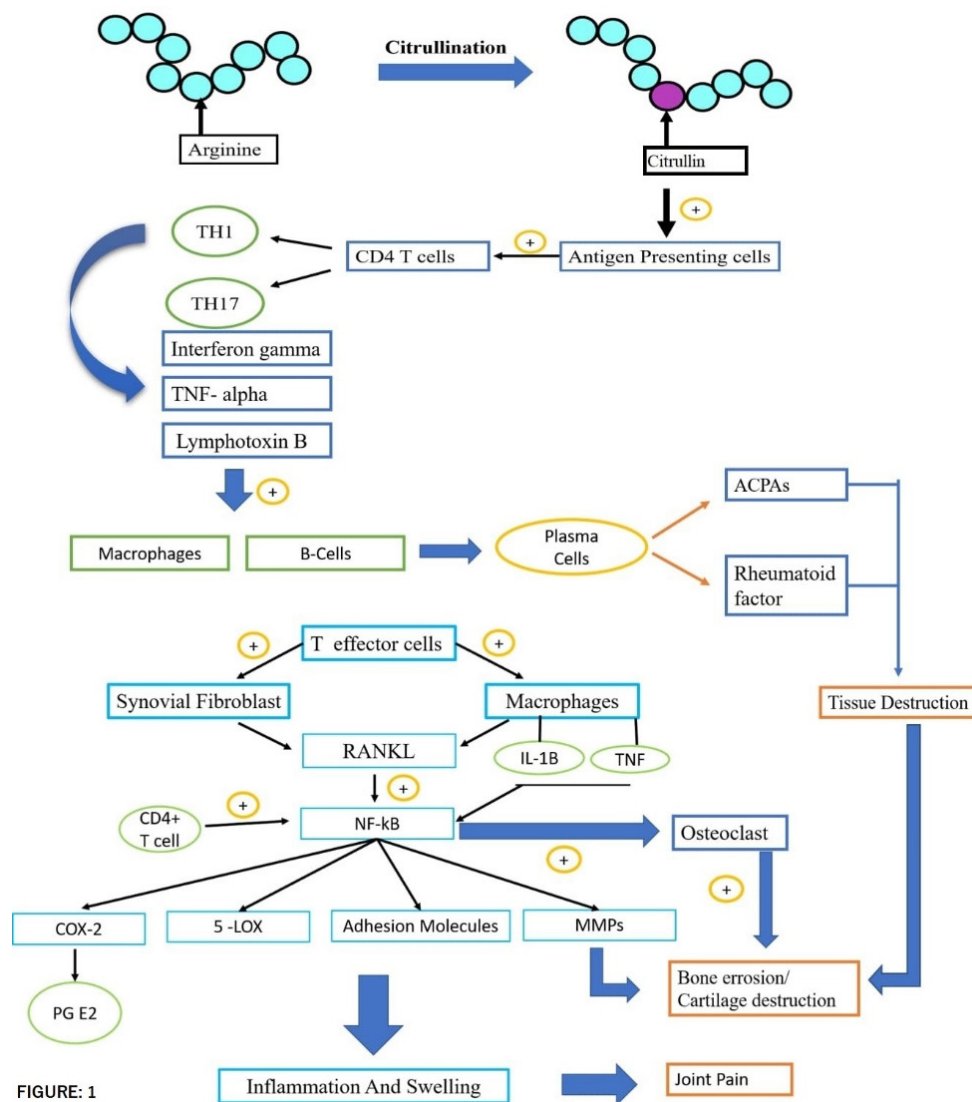 Citrullination
Arginine
Citrullin
+
TH1
+
CD4 T cells
Antigen Presenting cells
TH17
Interferon gamma
TNF- alpha
Lymphotoxin B
+
ACPAs
Macrophages
B-Cells
Plasma
Cells
Rheumatoid
factor
T effector cells
+
+
Synovial Fibroblast
Macrophages
Tissue Destruction
RANKL
IL-1B
TNF
+
CD4+
T cell
+
NF-kB
Osteoclast
+
+
COX-2
5 -LOX
Adhesion Molecules
MMPs
Bone errosion/
Cartilage destruction
PG E2
Inflammation And Swelling
Joint Pain
FIGURE: 1